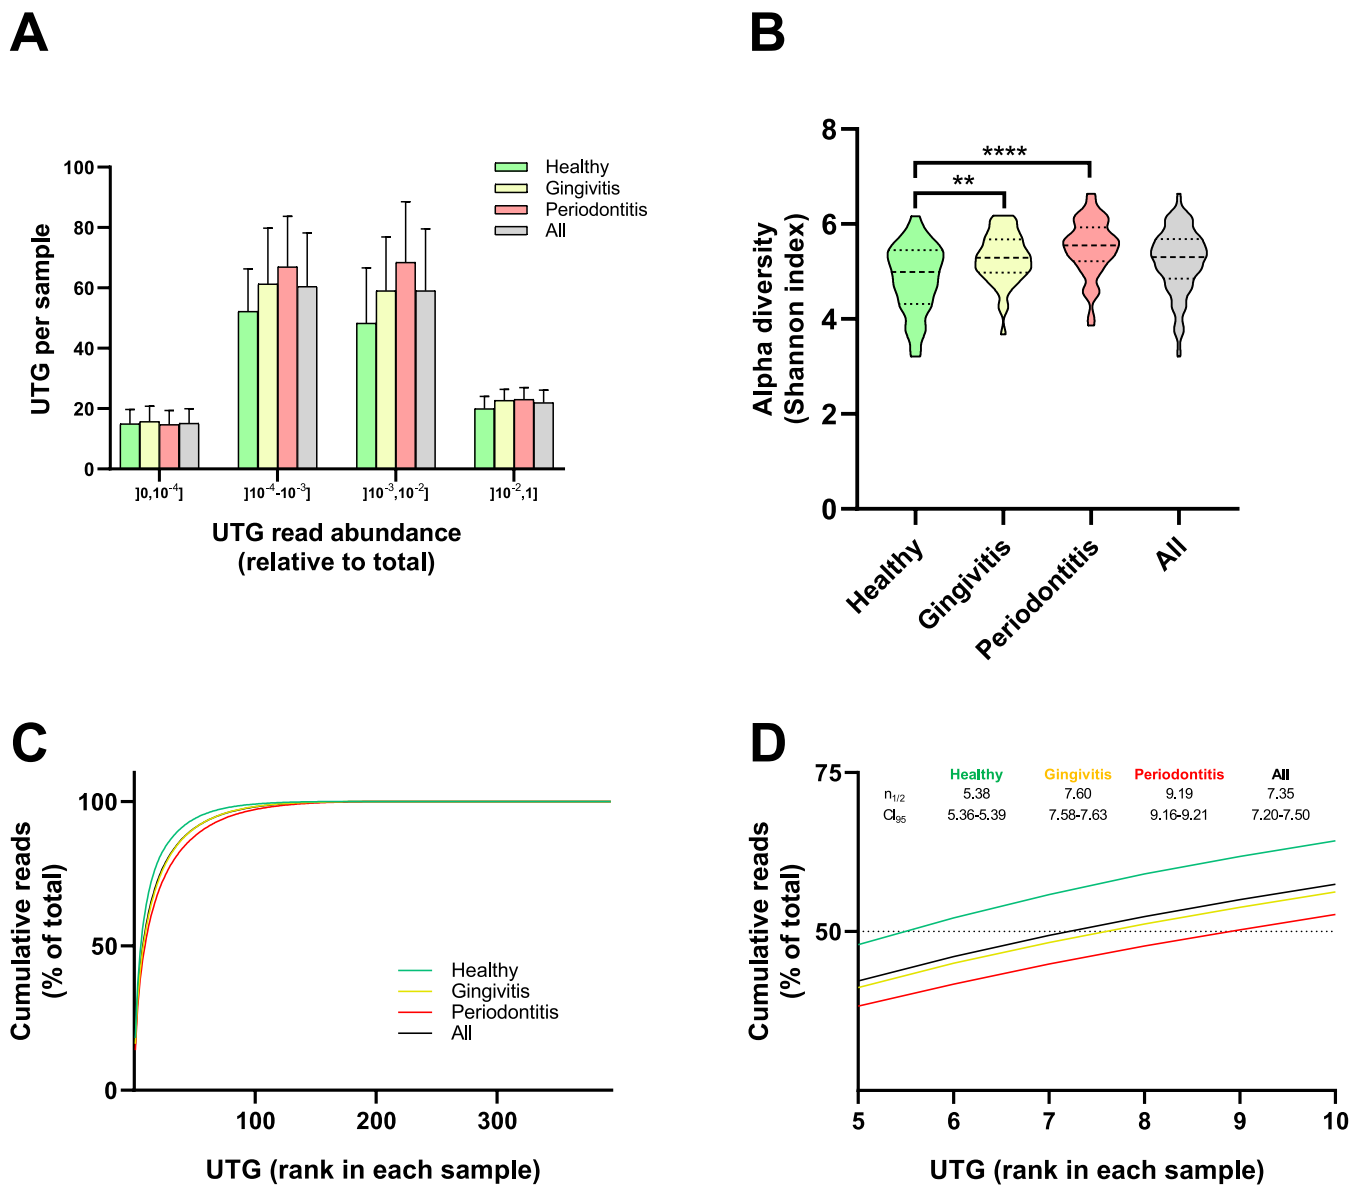 A
100
80
60
40
20
0
UTG per sample
Healthy
Gingivitis
Periodontitis
All
]0,10⁻⁴]
]10⁻⁴-10⁻³]
]10⁻³,10⁻²]
]10⁻²,1]
UTG read abundance
(relative to total)
B
8
6
4
2
0
Alpha diversity
(Shannon index)
****
**
Healthy
Gingivitis
Periodontitis
All
C
100
50
0
Cumulative reads
(% of total)
Healthy
Gingivitis
Periodontitis
All
100 200 300
UTG (rank in each sample)
D
75
50
Cumulative reads
(% of total)
Healthy Gingivitis Periodontitis All
n1/2 5.38 7.60 9.19 7.35
CI95 5.36-5.39 7.58-7.63 9.16-9.21 7.20-7.50
5 6 7 8 9 10
UTG (rank in each sample)